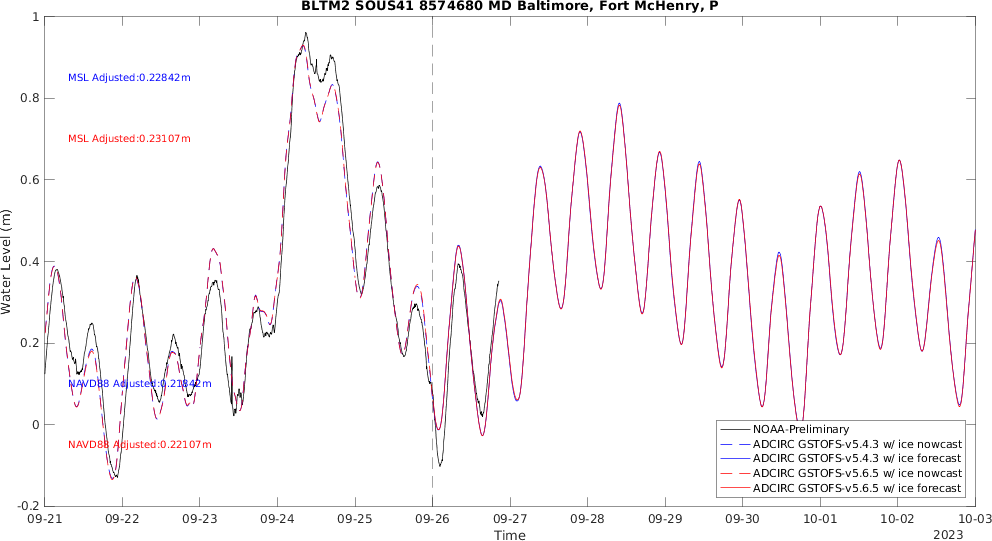 BLTM2 SOUS41 8574680 MD Baltimore, Fort McHenry, P
1
0.8
0.6
0.4
0.2
0
-0.2
Water Level (m)
MSL Adjusted:0.22842m
MSL Adjusted:0.23107m
NAVD88 Adjusted:0.21842m
NAVD88 Adjusted:0.22107m
NOAA-Preliminary
ADCIRC GSTOFS-v5.4.3 w/ ice nowcast
ADCIRC GSTOFS-v5.4.3 w/ ice forecast
ADCIRC GSTOFS-v5.6.5 w/ ice nowcast
ADCIRC GSTOFS-v5.6.5 w/ ice forecast
09-21 09-22 09-23 09-24 09-25 09-26 09-27 09-28 09-29 09-30 10-01 10-02 10-03
Time
2023